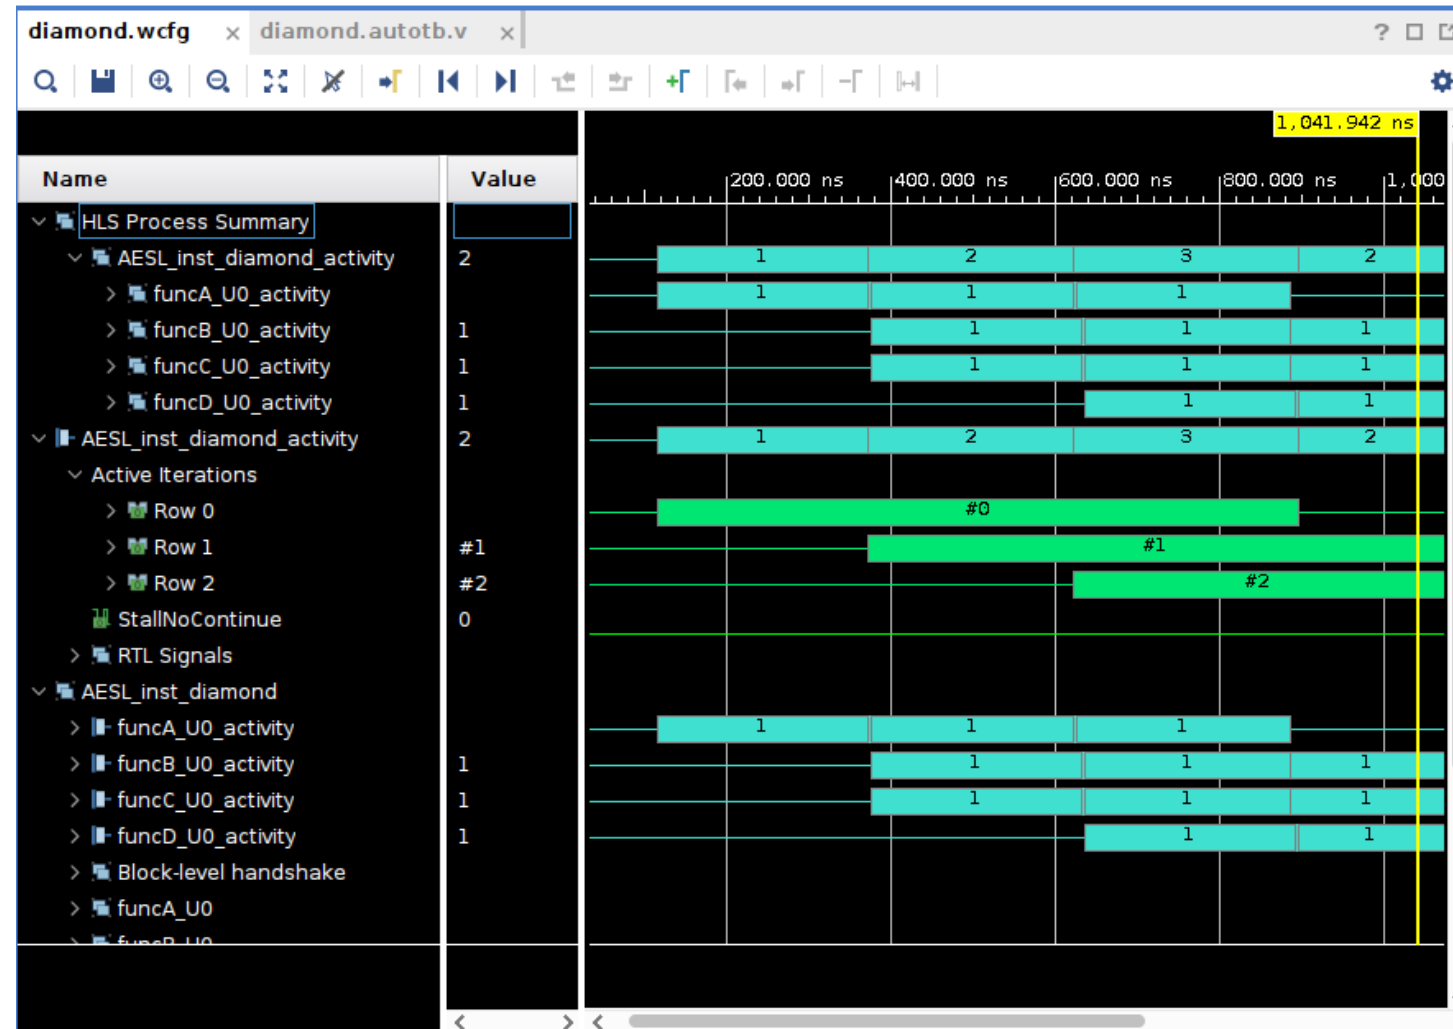 diamond.wcfg × diamond.autotb.v × ?
1,041.942 ns
Name Value 200.000 ns 400.000 ns 600.000 ns 800.000 ns 1,000
HLS Process Summary
AESL_inst_diamond_activity 2 1 2 3 2
funcA_U0_activity 1 1 1
funcB_U0_activity 1 1 1 1
funcC_U0_activity 1 1 1 1
funcD_U0_activity 1 1 1
AESL_inst_diamond_activity 2 1 2 3 2
Active Iterations
Row 0 #0
Row 1 #1 #1
Row 2 #2 #2
StallNoContinue 0
RTL Signals
AESL_inst_diamond
funcA_U0_activity 1 1 1
funcB_U0_activity 1 1 1 1
funcC_U0_activity 1 1 1 1
funcD_U0_activity 1 1 1
Block-level handshake
funcA_U0
funcB_U0